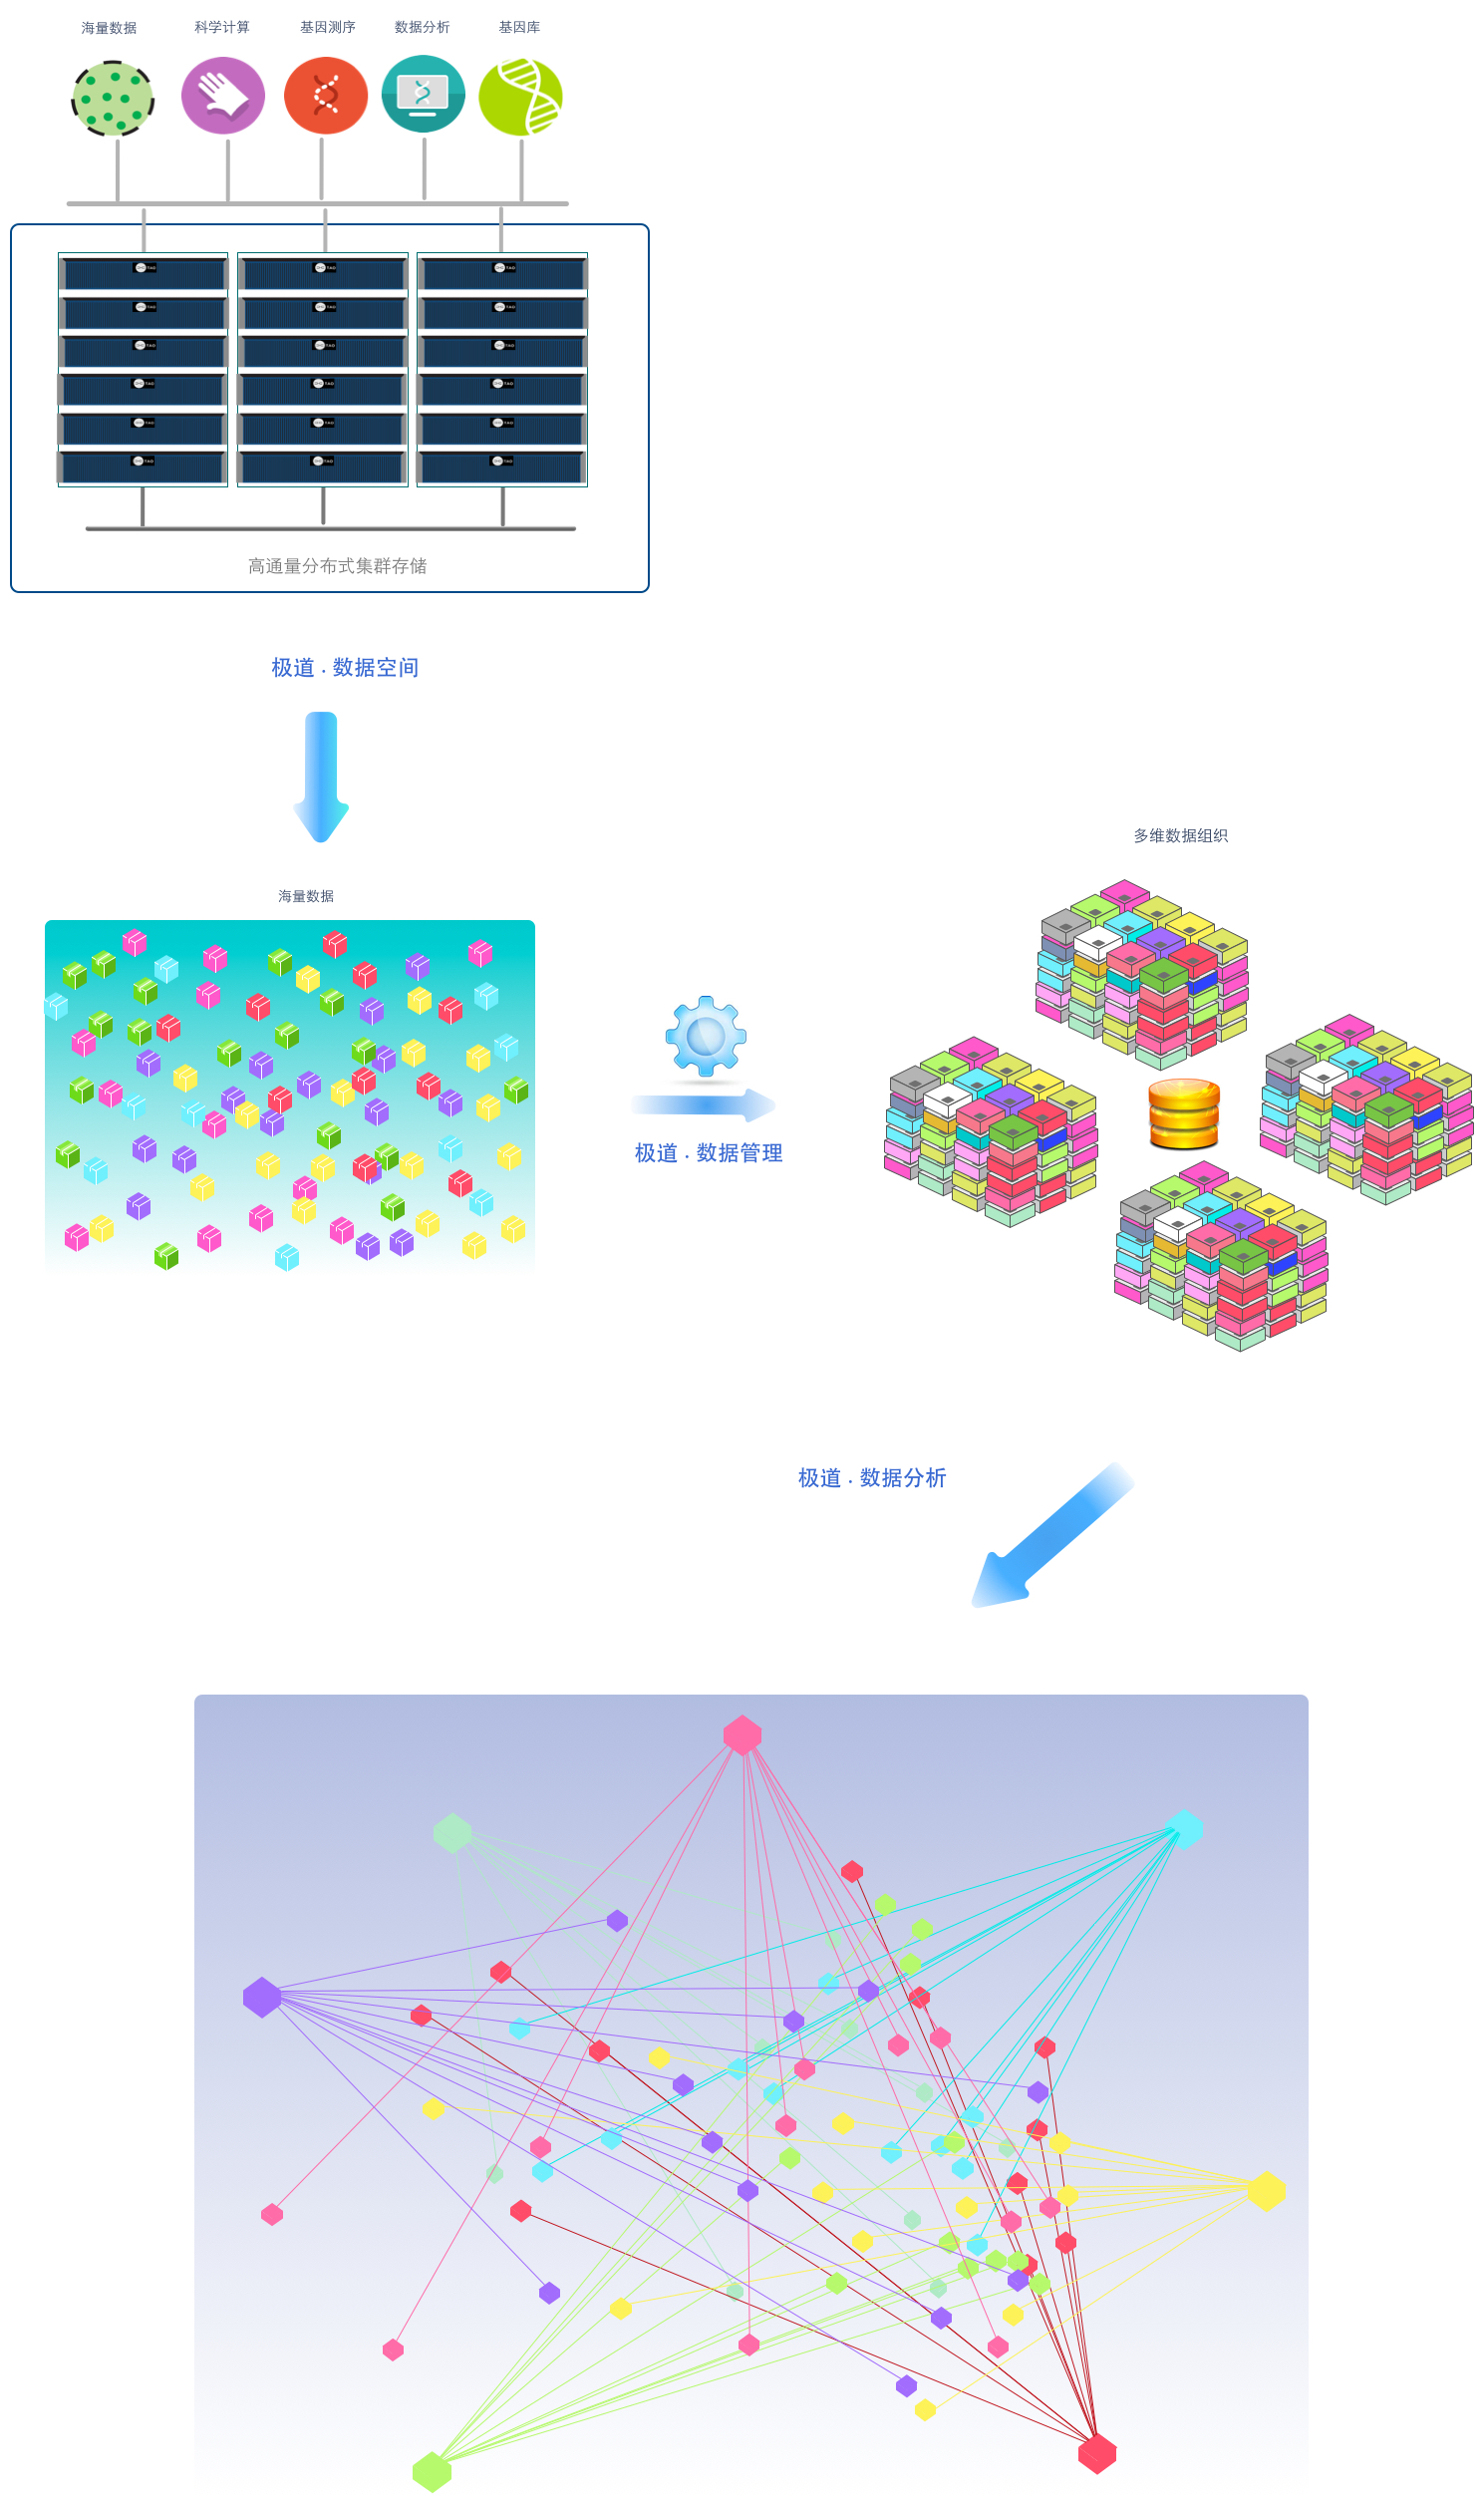 海量数据
科学计算
基因测序
数据分析
基因库
高通量分布式集群存储
极道 . 数据空间
多维数据组织
海量数据
极道 . 数据管理
极道 . 数据分析